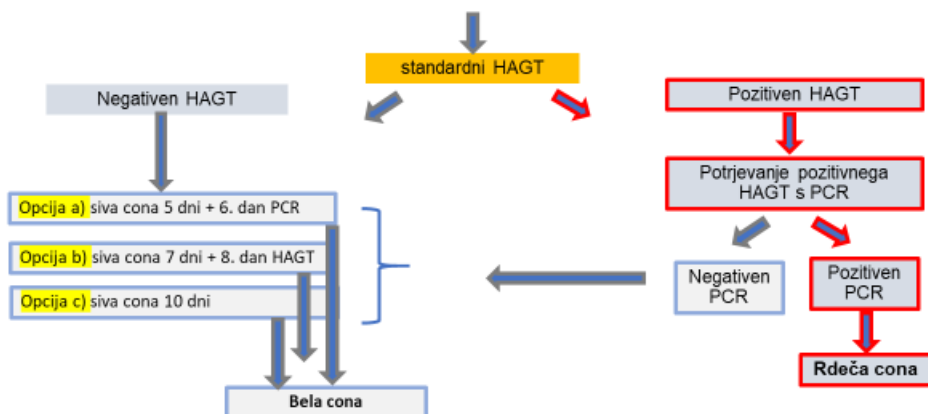 standardni HAGT
Negativen HAGT
Pozitiven HAGT
Potrjevanje pozitivnega
HAGT s PCR
Opcija a) siva cona 5 dni + 6. dan PCR
Opcija b) siva cona 7 dni + 8. dan HAGT
Opcija c) siva cona 10 dni
Negativen
PCR
Pozitiven
PCR
Rdeča cona
Bela cona